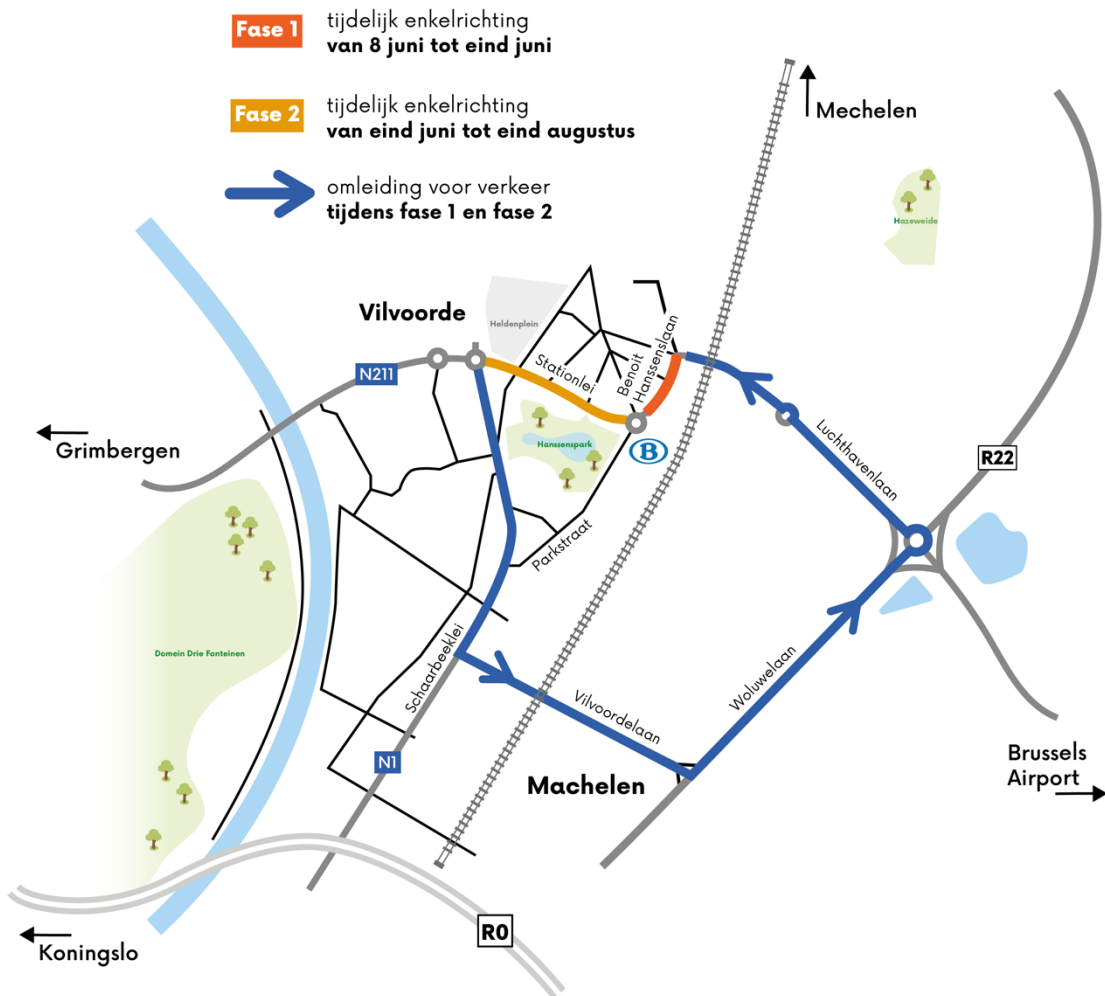 Fase 1
tijdelijk enkelrichting
van 8 juni tot eind juni
Fase 2
tijdelijk enkelrichting
van eind juni tot eind augustus
omleiding voor verkeer
tijdens fase 1 en fase 2
Mechelen
Hazeweide
Vilvoorde
Heldenplein
N211
Stationlei
Benoit
Hanssenslaan
Grimbergen
Hanssenspark
B
Luchthavenlaan
R22
Parkstraat
Domein Drie Fonteinen
Schaarbeeklei
Vilvoordelaan
Woluwelaan
N1
Machelen
Brussels
Airport
R0
Koningslo